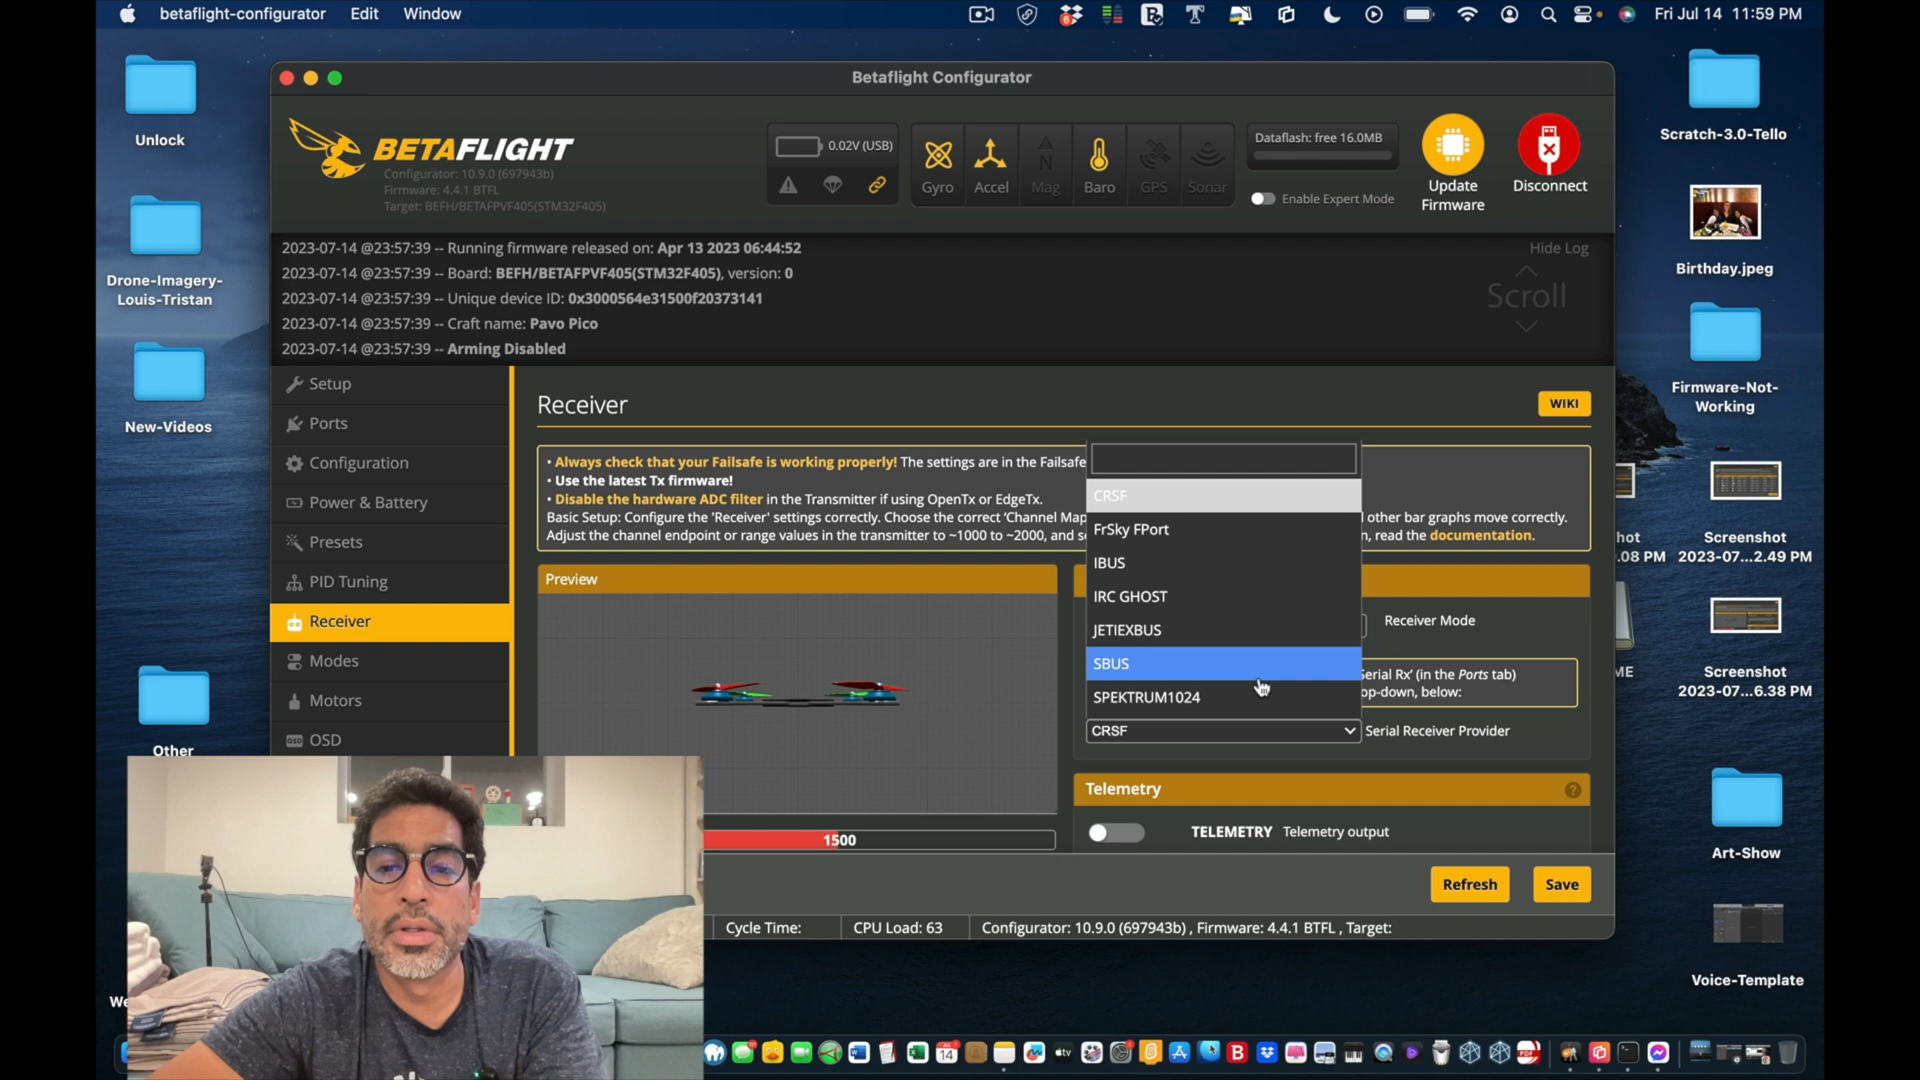 betaflight-configurator Edit Window
Fri Jul 14 11:59 PM
Betaflight Configurator
Unlock
Drone-Imagery-
Louis-Tristan
New-Videos
Other
BETAFLIGHT
Configurator: 10.9.0 (697943b)
Firmware: 4.4.1 BTFL
Target: BEFH/BETAFPVF405(STM32F405)
0.02V (USB)
Gyro
Accel
Mag
Baro
GPS
Sonar
Dataflash: free 16.0MB
Enable Expert Mode
Update
Firmware
Disconnect
2023-07-14 @23:57:39 -- Running firmware released on: Apr 13 2023 06:44:52
2023-07-14 @23:57:39 -- Board: BEFH/BETAFPVF405(STM32F405), version: 0
2023-07-14 @23:57:39 -- Unique device ID: 0x3000564e31500f20373141
2023-07-14 @23:57:39 -- Craft name: Pavo Pico
2023-07-14 @23:57:39 -- Arming Disabled
Hide Log
Scroll
Setup
Ports
Configuration
Power & Battery
Presets
PID Tuning
Receiver
Modes
Motors
OSD
Receiver
WIKI
• Always check that your Failsafe is working properly! The settings are in the Failsafe
• Use the latest Tx firmware!
• Disable the hardware ADC filter in the Transmitter if using OpenTx or EdgeTx.
Basic Setup: Configure the 'Receiver' settings correctly. Choose the correct 'Channel Map
other bar graphs move correctly.
Adjust the channel endpoint or range values in the transmitter to ~1000 to ~2000, and s
n, read the documentation.
CRSF
FrSky FPort
IBUS
IRC GHOST
JETIEXBUS
SBUS
SPEKTRUM1024
CRSF
Preview
1500
Receiver Mode
Serial Rx' (in the Ports tab)
op-down, below:
Serial Receiver Provider
Telemetry
TELEMETRY Telemetry output
Refresh
Save
Cycle Time:
CPU Load: 63
Configurator: 10.9.0 (697943b) , Firmware: 4.4.1 BTFL , Target:
Scratch-3.0-Tello
Birthday.jpeg
Firmware-Not-
Working
hot
.08 PM
Screenshot
2023-07...2.49 PM
ME
Screenshot
2023-07...6.38 PM
Art-Show
Voice-Template
We